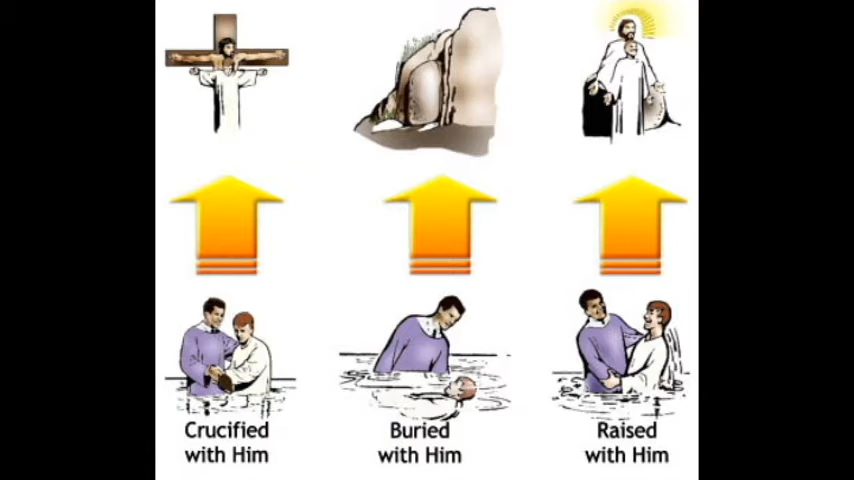 Crucified
with Him
Buried
with Him
Raised
with Him